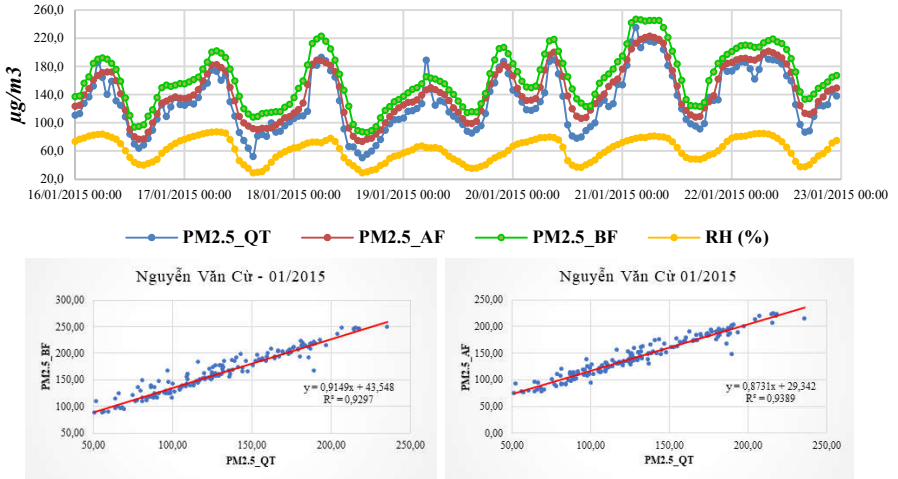 µg/m3
260,0
220,0
180,0
140,0
100,0
60,0
20,0
16/01/2015 00:00 17/01/2015 00:00 18/01/2015 00:00 19/01/2015 00:00 20/01/2015 00:00 21/01/2015 00:00 22/01/2015 00:00 23/01/2015 00:00
PM2.5_QT PM2.5_AF PM2.5_BF RH (%)
Nguyễn Văn Cừ - 01/2015
PM2.5_BF
300,00
250,00
200,00
150,00
100,00
50,00
y = 0,9149x + 43,548
R² = 0,9297
50,00 100,00 150,00 200,00 250,00
PM2.5_QT
Nguyễn Văn Cừ 01/2015
PM2.5_AF
250,00
200,00
150,00
100,00
50,00
0,00
y = 0,8731x + 29,342
R² = 0,9389
50,00 100,00 150,00 200,00 250,00
PM2.5_QT